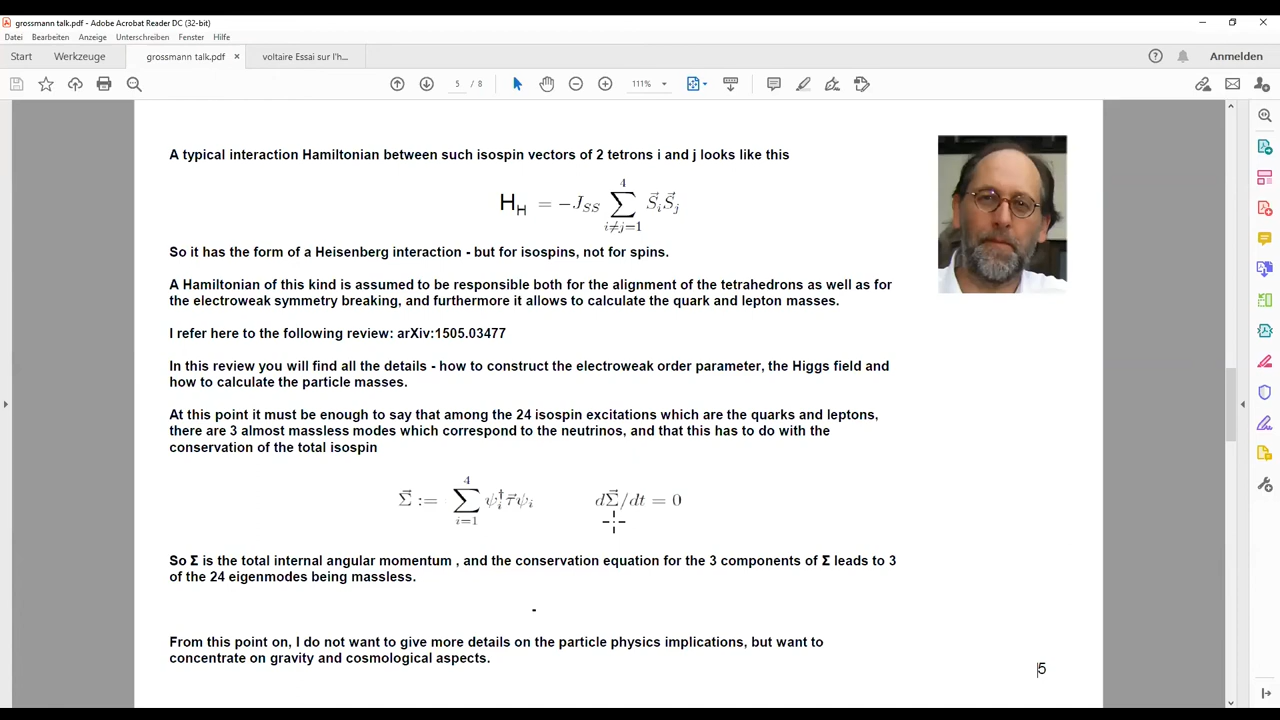 grossmann talk.pdf - Adobe Acrobat Reader DC (32-bit)
Datei Bearbeiten Anzeige Unterschreiben Fenster Hilfe
Start Werkzeuge grossmann talk.pdf × voltaire Essai sur l'h... Anmelden
5 / 8 111%
A typical interaction Hamiltonian between such isospin vectors of 2 tetrons i and j looks like this
H_H = −J_{SS} \sum_{i≠j=1}^{4} \vec{S}_i \vec{S}_j
So it has the form of a Heisenberg interaction - but for isospins, not for spins.
A Hamiltonian of this kind is assumed to be responsible both for the alignment of the tetrahedrons as well as for
the electroweak symmetry breaking, and furthermore it allows to calculate the quark and lepton masses.
I refer here to the following review: arXiv:1505.03477
In this review you will find all the details - how to construct the electroweak order parameter, the Higgs field and
how to calculate the particle masses.
At this point it must be enough to say that among the 24 isospin excitations which are the quarks and leptons,
there are 3 almost massless modes which correspond to the neutrinos, and that this has to do with the
conservation of the total isospin
\vec{Σ} := \sum_{i=1}^{4} ψ_i^† \vec{τ} ψ_i d\vec{Σ}/dt = 0
So Σ is the total internal angular momentum , and the conservation equation for the 3 components of Σ leads to 3
of the 24 eigenmodes being massless.
-
From this point on, I do not want to give more details on the particle physics implications, but want to
concentrate on gravity and cosmological aspects.
5